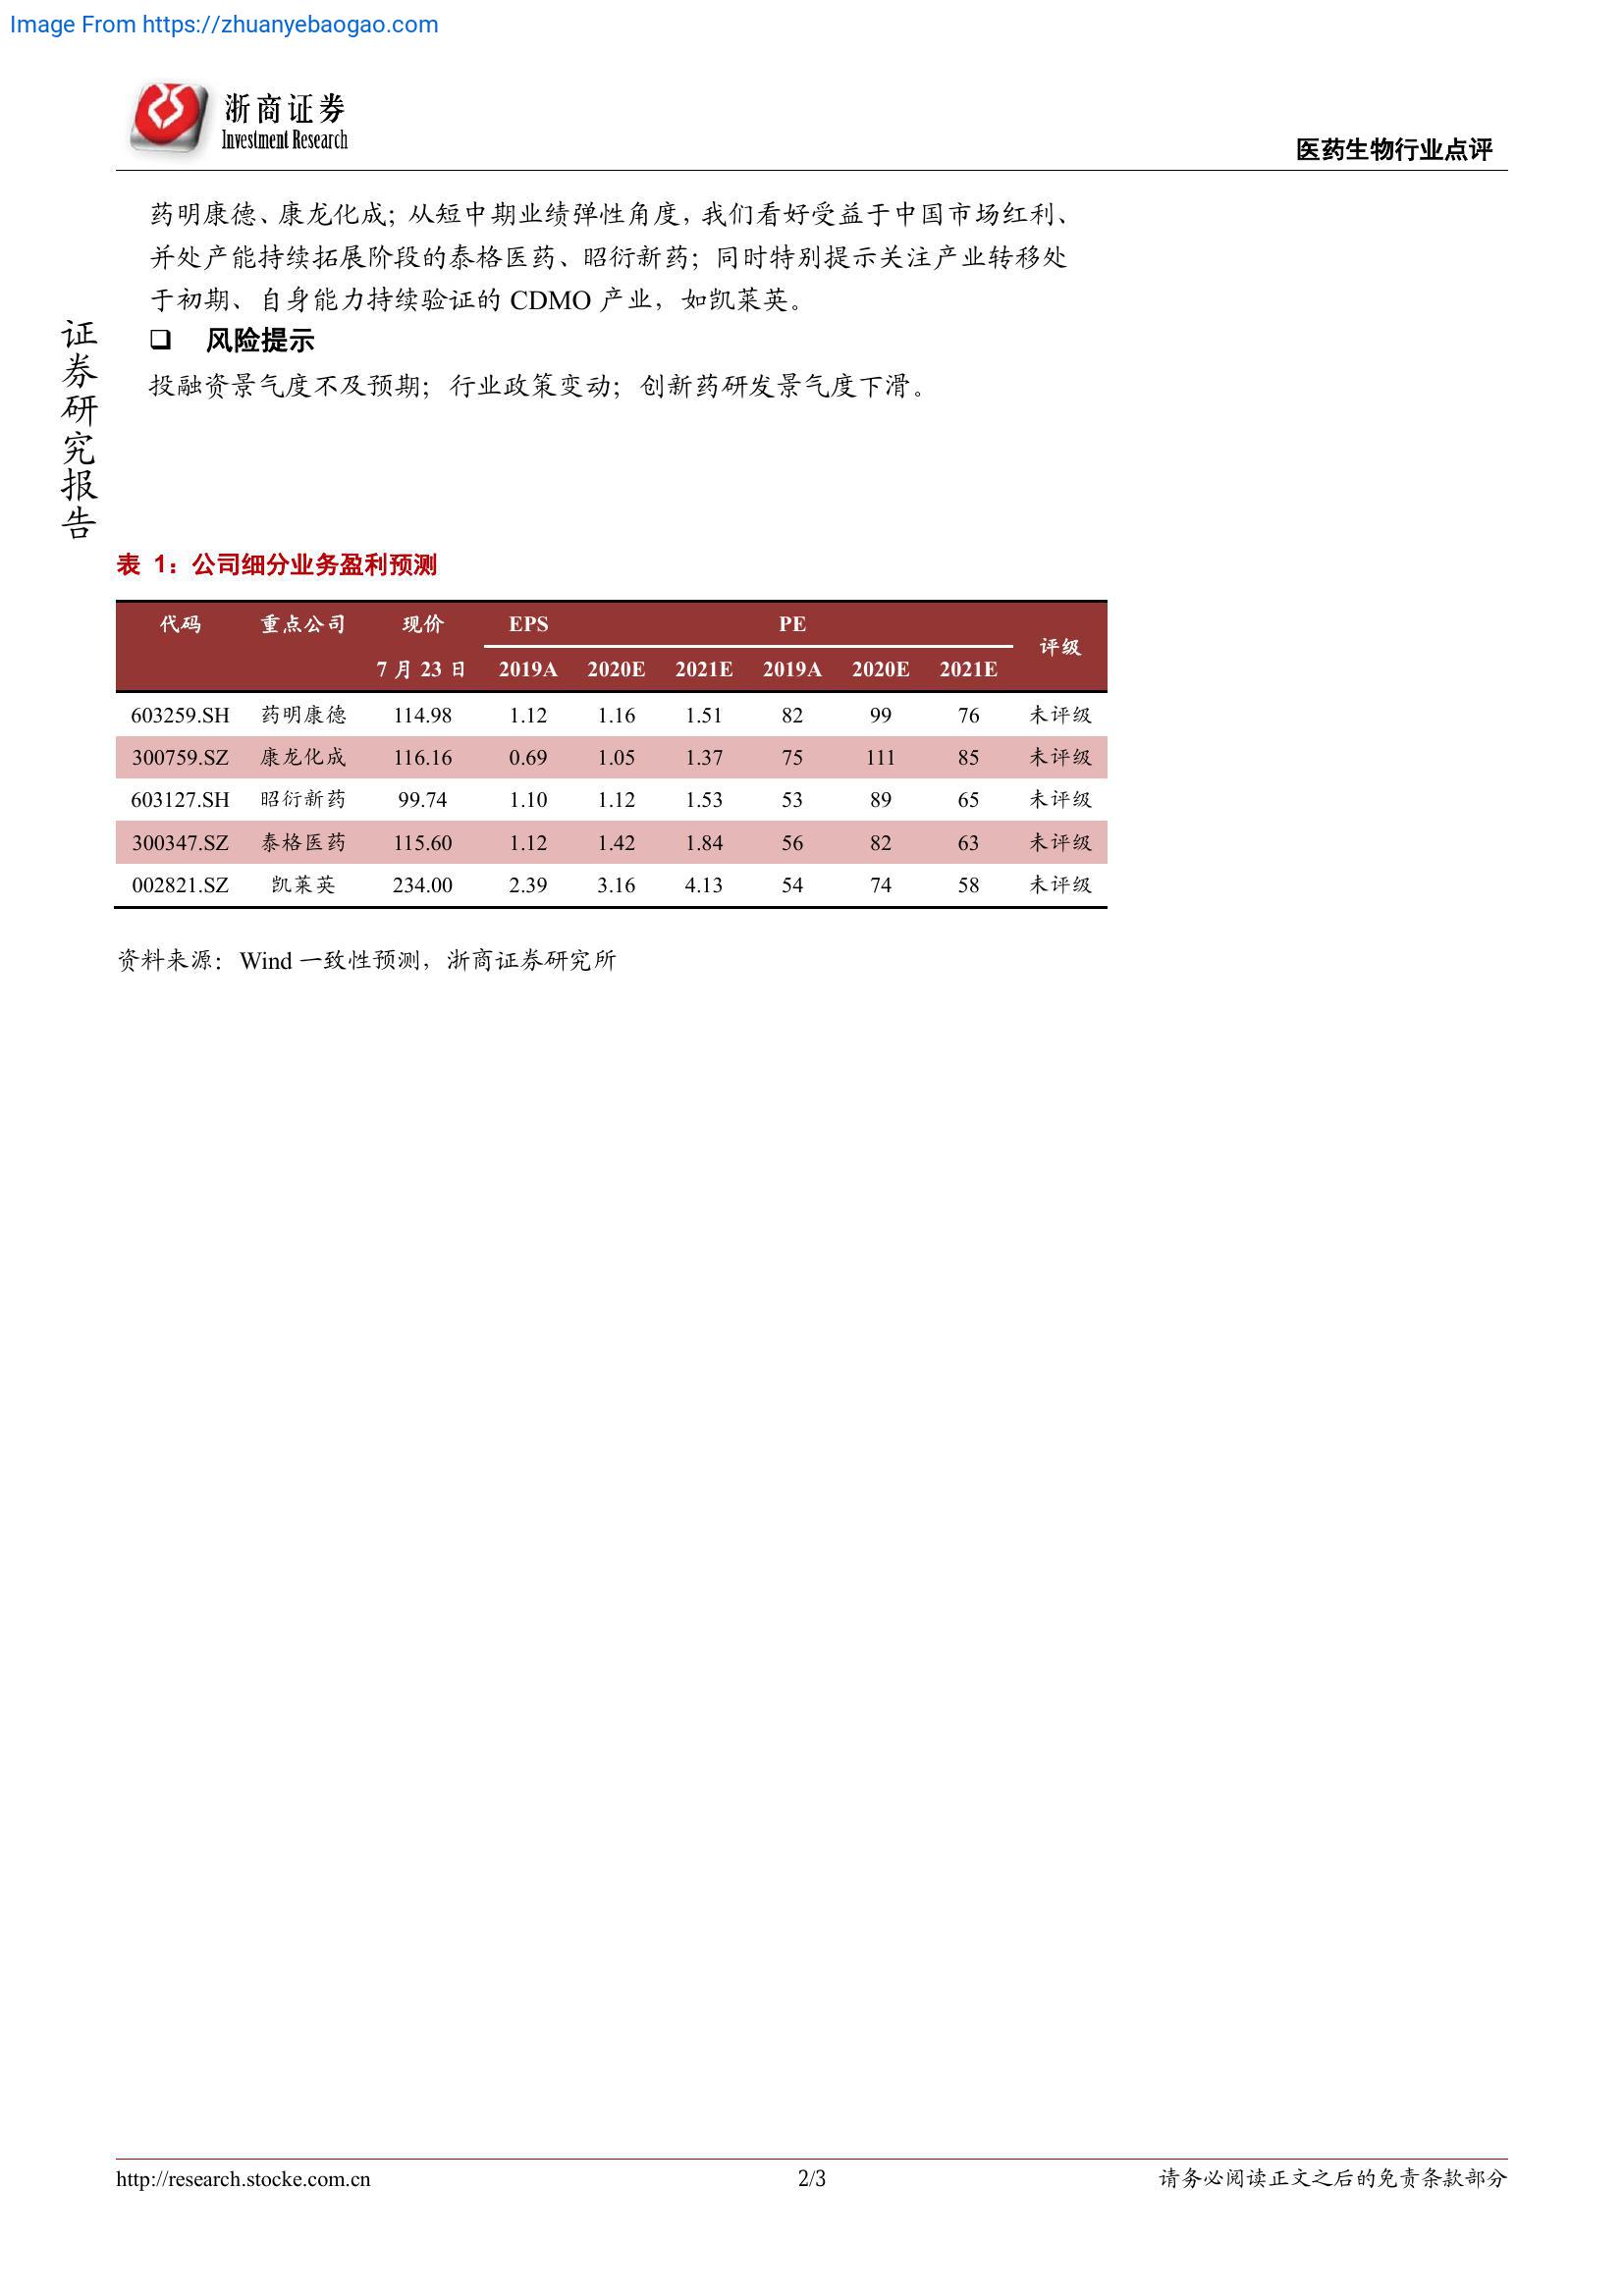 Image From https://zhuanyebaogao.com
浙商证券
Investment Research
医药生物行业点评
药明康德、康龙化成；从短中期业绩弹性角度，我们看好受益于中国市场红利、
并处产能持续拓展阶段的泰格医药、昭衍新药；同时特别提示关注产业转移处
于初期、自身能力持续验证的 CDMO 产业，如凯莱英。
❑ 风险提示
投融资景气度不及预期；行业政策变动；创新药研发景气度下滑。
证券研究报告
表 1：公司细分业务盈利预测
代码 重点公司 现价 EPS PE 评级
7 月 23 日 2019A 2020E 2021E 2019A 2020E 2021E
603259.SH 药明康德 114.98 1.12 1.16 1.51 82 99 76 未评级
300759.SZ 康龙化成 116.16 0.69 1.05 1.37 75 111 85 未评级
603127.SH 昭衍新药 99.74 1.10 1.12 1.53 53 89 65 未评级
300347.SZ 泰格医药 115.60 1.12 1.42 1.84 56 82 63 未评级
002821.SZ 凯莱英 234.00 2.39 3.16 4.13 54 74 58 未评级
资料来源：Wind 一致性预测，浙商证券研究所
http://research.stocke.com.cn 2/3 请务必阅读正文之后的免责条款部分